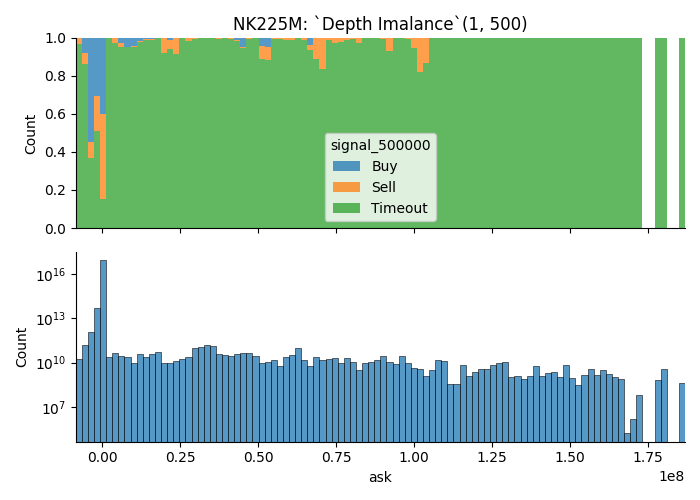 NK225M: `Depth Imalance`(1, 500)
1.0
0.8
0.6
0.4
0.2
0.0
Count
signal_500000
Buy
Sell
Timeout
10^16
10^13
10^10
10^7
Count
0.00 0.25 0.50 0.75 1.00 1.25 1.50 1.75
1e8
ask